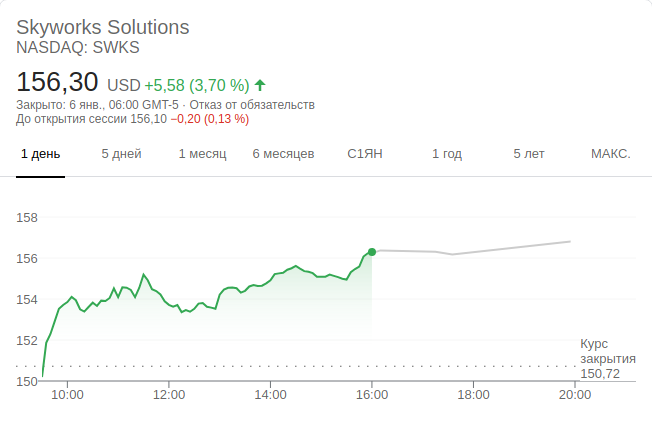 Skyworks Solutions
NASDAQ: SWKS
156,30 USD +5,58 (3,70 %)
Закрыто: 6 янв., 06:00 GMT-5 · Отказ от обязательств
До открытия сессии 156,10 −0,20 (0,13 %)
1 день 5 дней 1 месяц 6 месяцев С1ЯН 1 год 5 лет МАКС.
158
156
154
152
Курс
закрытия
150,72
150
10:00 12:00 14:00 16:00 18:00 20:00